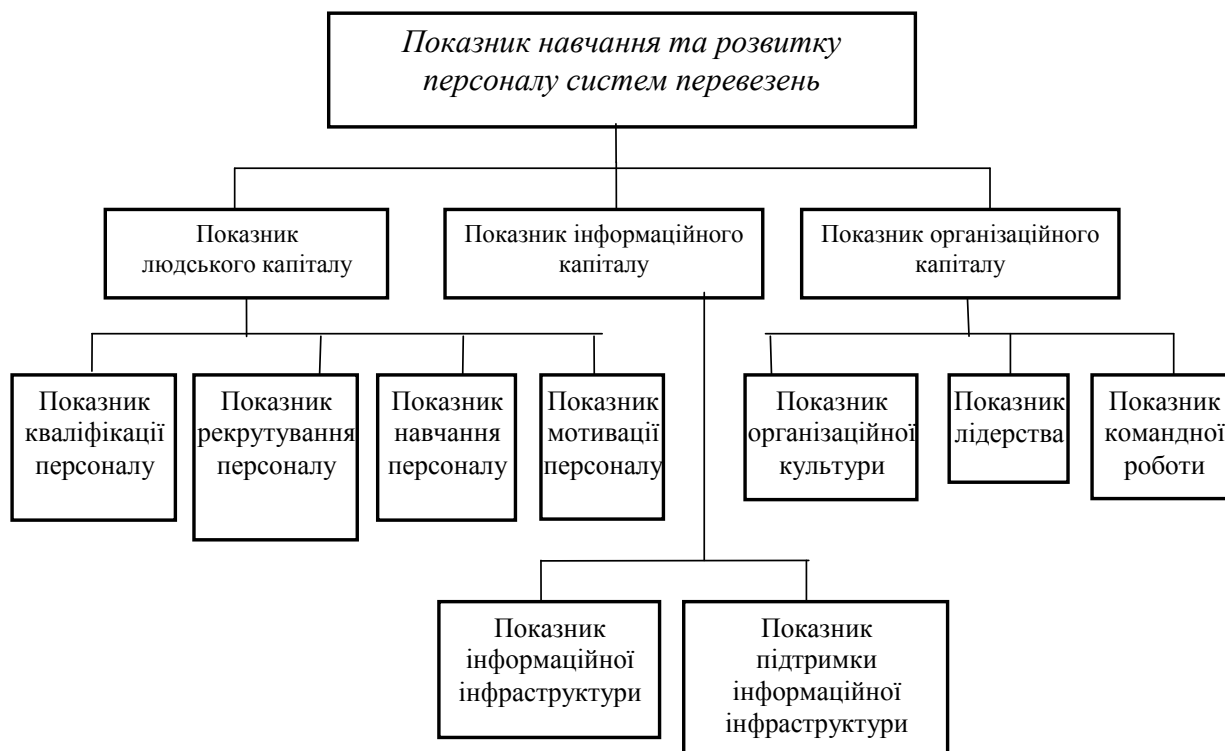 Показник навчання та розвитку
персоналу систем перевезень
Показник
людського капіталу
Показник інформаційного
капіталу
Показник організаційного
капіталу
Показник
кваліфікації
персоналу
Показник
рекрутування
персоналу
Показник
навчання
персоналу
Показник
мотивації
персоналу
Показник
організаційної
культури
Показник
лідерства
Показник
командної
роботи
Показник
інформаційної
інфраструктури
Показник
підтримки
інформаційної
інфраструктури